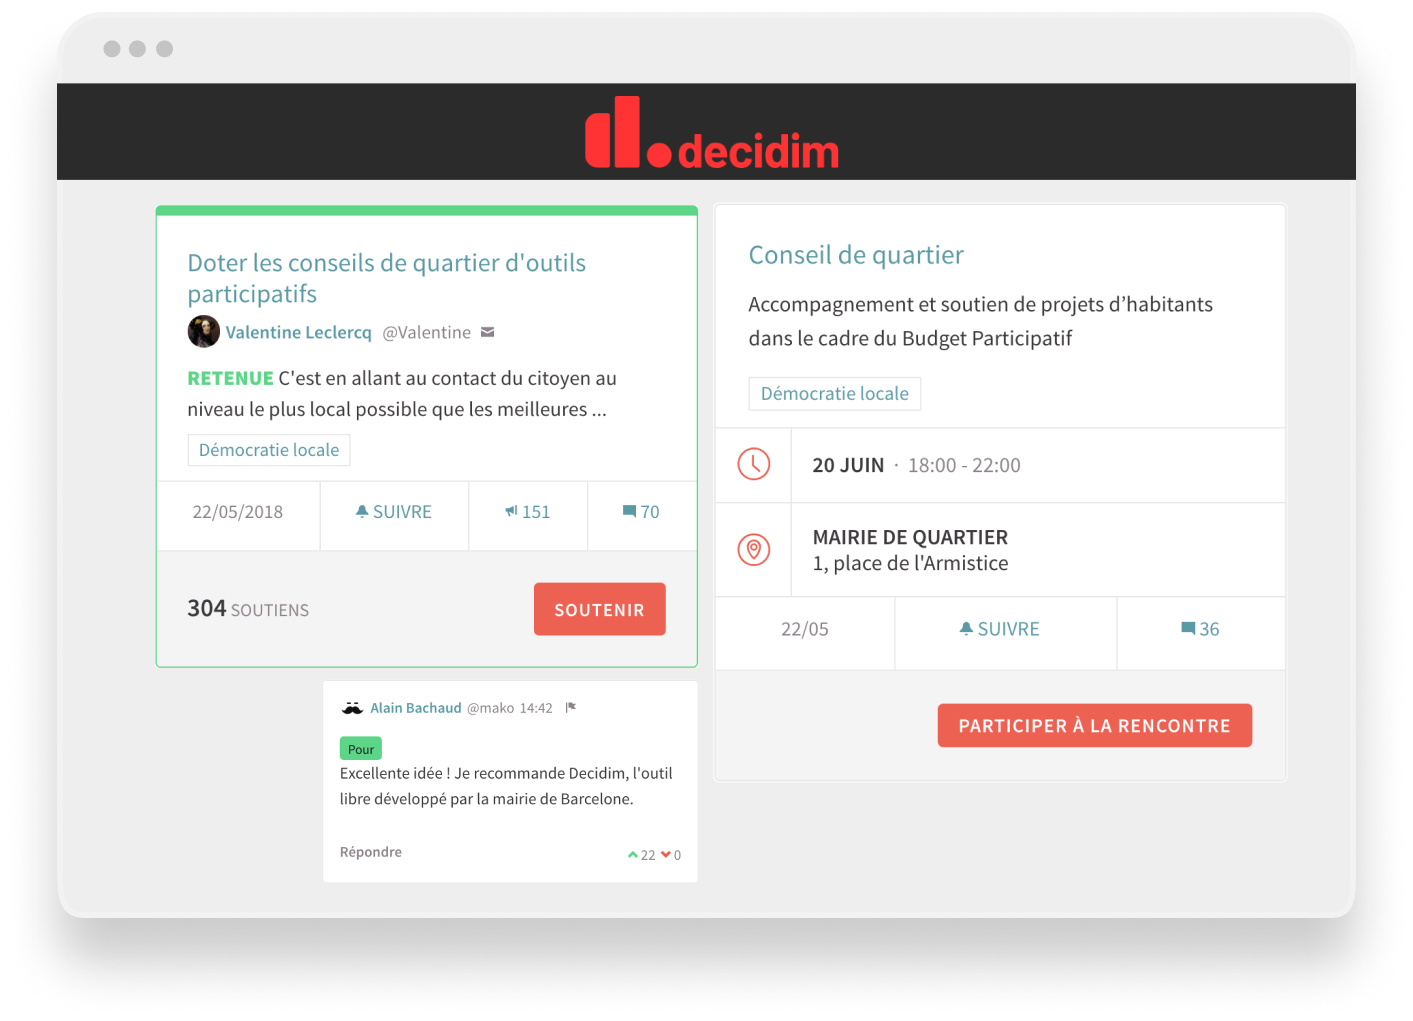 decidim
Doter les conseils de quartier d'outils
participatifs
Valentine Leclercq @Valentine
RETENUE C'est en allant au contact du citoyen au
niveau le plus local possible que les meilleures ...
Démocratie locale
22/05/2018 SUIVRE 151 70
304 SOUTIENS SOUTENIR
Alain Bachaud @mako 14:42
Pour
Excellente idée ! Je recommande Decidim, l'outil
libre développé par la mairie de Barcelone.
Répondre 22 0
Conseil de quartier
Accompagnement et soutien de projets d’habitants
dans le cadre du Budget Participatif
Démocratie locale
20 JUIN · 18:00 - 22:00
MAIRIE DE QUARTIER
1, place de l'Armistice
22/05 SUIVRE 36
PARTICIPER À LA RENCONTRE